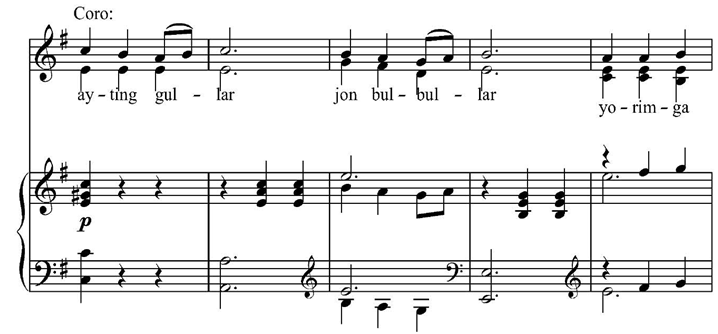 Coro:
ay - ting gul - lar jon bul - bul - lar
yo - rim - ga
p